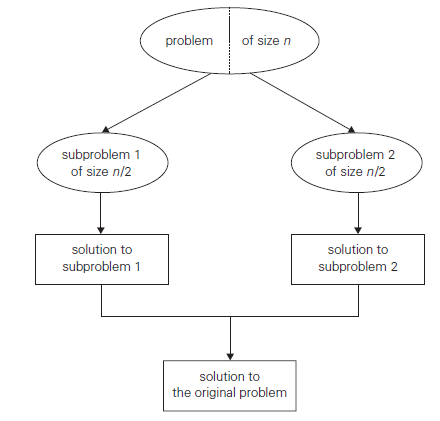 problem of size n
subproblem 1
of size n/2
subproblem 2
of size n/2
solution to
subproblem 1
solution to
subproblem 2
solution to
the original problem